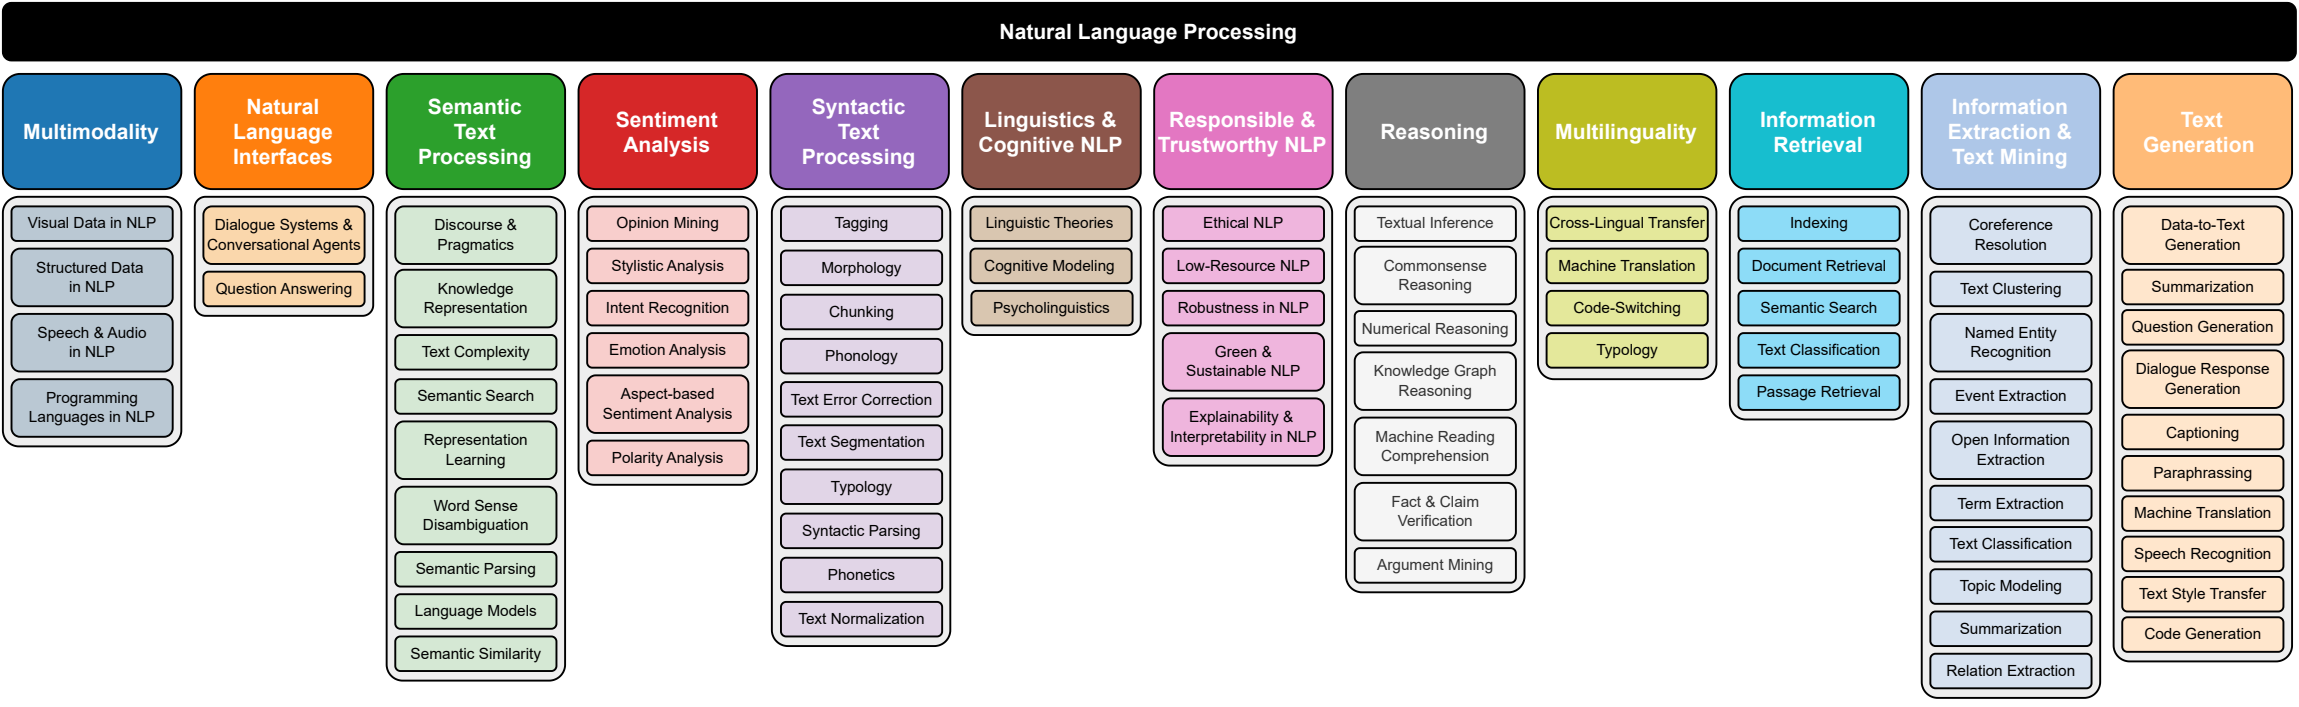 Natural Language Processing
Multimodality
Visual Data in NLP
Structured Data
in NLP
Speech & Audio
in NLP
Programming
Languages in NLP
Natural
Language
Interfaces
Dialogue Systems &
Conversational Agents
Question Answering
Semantic
Text
Processing
Discourse &
Pragmatics
Knowledge
Representation
Text Complexity
Semantic Search
Representation
Learning
Word Sense
Disambiguation
Semantic Parsing
Language Models
Semantic Similarity
Sentiment
Analysis
Opinion Mining
Stylistic Analysis
Intent Recognition
Emotion Analysis
Aspect-based
Sentiment Analysis
Polarity Analysis
Syntactic
Text
Processing
Tagging
Morphology
Chunking
Phonology
Text Error Correction
Text Segmentation
Typology
Syntactic Parsing
Phonetics
Text Normalization
Linguistics &
Cognitive NLP
Linguistic Theories
Cognitive Modeling
Psycholinguistics
Responsible &
Trustworthy NLP
Ethical NLP
Low-Resource NLP
Robustness in NLP
Green &
Sustainable NLP
Explainability &
Interpretability in NLP
Reasoning
Textual Inference
Commonsense
Reasoning
Numerical Reasoning
Knowledge Graph
Reasoning
Machine Reading
Comprehension
Fact & Claim
Verification
Argument Mining
Multilinguality
Cross-Lingual Transfer
Machine Translation
Code-Switching
Typology
Information
Retrieval
Indexing
Document Retrieval
Semantic Search
Text Classification
Passage Retrieval
Information
Extraction &
Text Mining
Coreference
Resolution
Text Clustering
Named Entity
Recognition
Event Extraction
Open Information
Extraction
Term Extraction
Text Classification
Topic Modeling
Summarization
Relation Extraction
Text
Generation
Data-to-Text
Generation
Summarization
Question Generation
Dialogue Response
Generation
Captioning
Paraphrassing
Machine Translation
Speech Recognition
Text Style Transfer
Code Generation